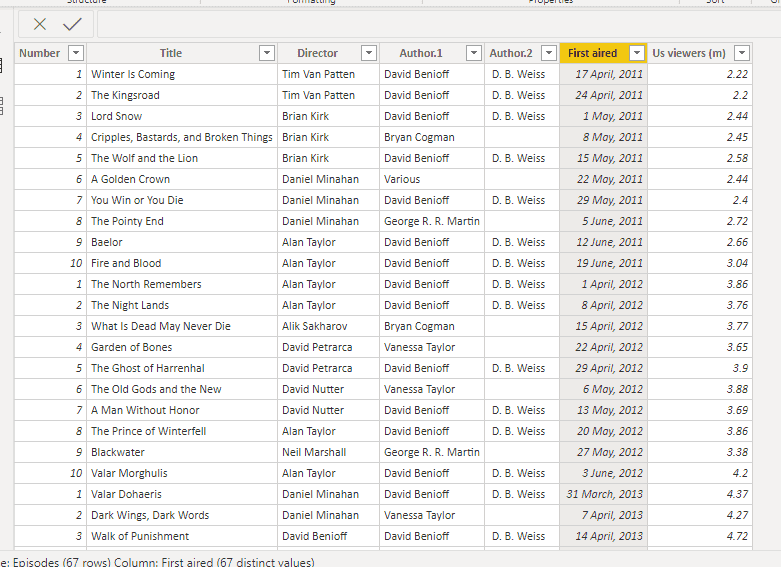 Structure Formatting Properties Sort
Number Title Director Author.1 Author.2 First aired Us viewers (m)
1 Winter Is Coming Tim Van Patten David Benioff D. B. Weiss 17 April, 2011 2.22
2 The Kingsroad Tim Van Patten David Benioff D. B. Weiss 24 April, 2011 2.2
3 Lord Snow Brian Kirk David Benioff D. B. Weiss 1 May, 2011 2.44
4 Cripples, Bastards, and Broken Things Brian Kirk Bryan Cogman 8 May, 2011 2.45
5 The Wolf and the Lion Brian Kirk David Benioff D. B. Weiss 15 May, 2011 2.58
6 A Golden Crown Daniel Minahan Various 22 May, 2011 2.44
7 You Win or You Die Daniel Minahan David Benioff D. B. Weiss 29 May, 2011 2.4
8 The Pointy End Daniel Minahan George R. R. Martin 5 June, 2011 2.72
9 Baelor Alan Taylor David Benioff D. B. Weiss 12 June, 2011 2.66
10 Fire and Blood Alan Taylor David Benioff D. B. Weiss 19 June, 2011 3.04
1 The North Remembers Alan Taylor David Benioff D. B. Weiss 1 April, 2012 3.86
2 The Night Lands Alan Taylor David Benioff D. B. Weiss 8 April, 2012 3.76
3 What Is Dead May Never Die Alik Sakharov Bryan Cogman 15 April, 2012 3.77
4 Garden of Bones David Petrarca Vanessa Taylor 22 April, 2012 3.65
5 The Ghost of Harrenhal David Petrarca David Benioff D. B. Weiss 29 April, 2012 3.9
6 The Old Gods and the New David Nutter Vanessa Taylor 6 May, 2012 3.88
7 A Man Without Honor David Nutter David Benioff D. B. Weiss 13 May, 2012 3.69
8 The Prince of Winterfell Alan Taylor David Benioff D. B. Weiss 20 May, 2012 3.86
9 Blackwater Neil Marshall George R. R. Martin 27 May, 2012 3.38
10 Valar Morghulis Alan Taylor David Benioff D. B. Weiss 3 June, 2012 4.2
1 Valar Dohaeris Daniel Minahan David Benioff D. B. Weiss 31 March, 2013 4.37
2 Dark Wings, Dark Words Daniel Minahan Vanessa Taylor 7 April, 2013 4.27
3 Walk of Punishment David Benioff David Benioff D. B. Weiss 14 April, 2013 4.72
e: Episodes (67 rows) Column: First aired (67 distinct values)